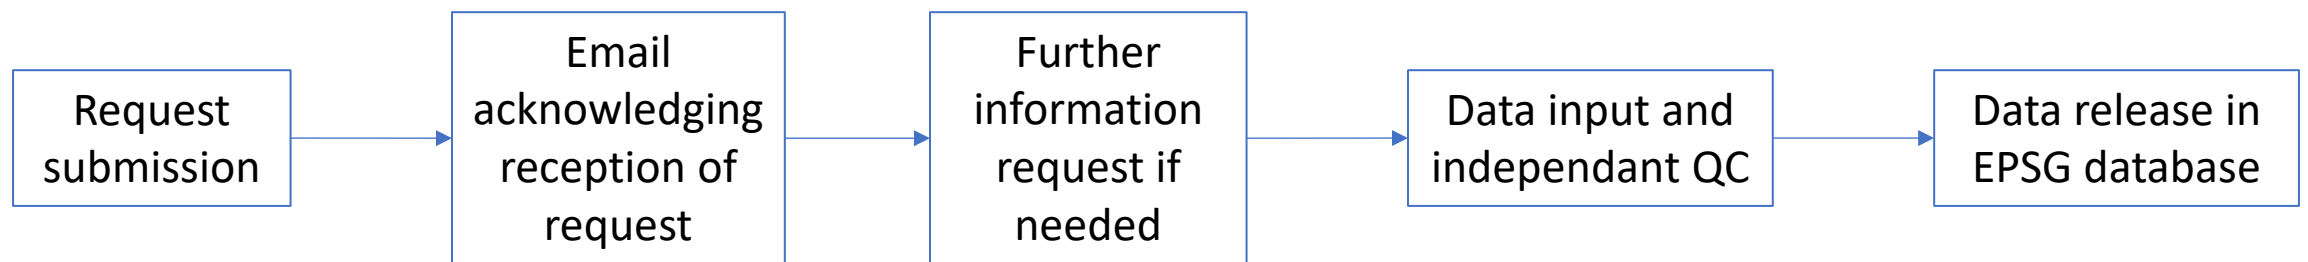 Request
submission
Email
acknowledging
reception of
request
Further
information
request if
needed
Data input and
independant QC
Data release in
EPSG database